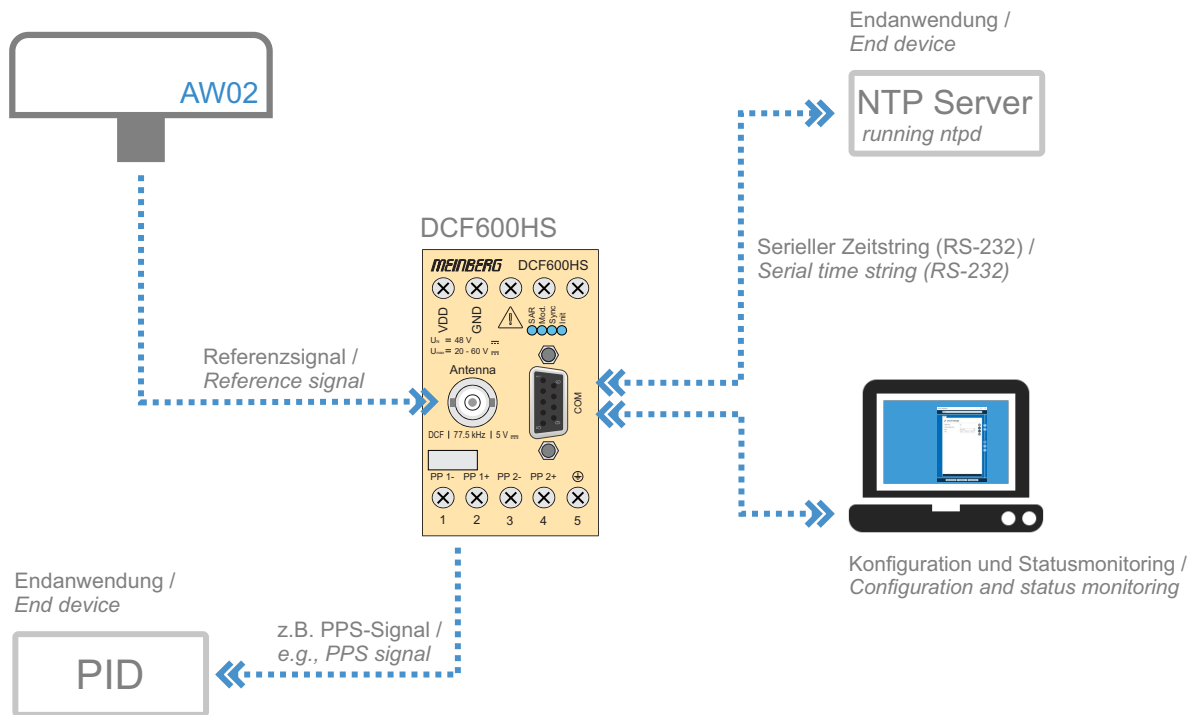 AW02
Endanwendung /
End device
NTP Server
running ntpd
Serieller Zeitstring (RS-232) /
Serial time string (RS-232)
DCF600HS
MEINBERG DCF600HS
VDD GND SAR Mod. Sync Init
= 48 V
= 20 - 60 V
Antenna
COM
DCF | 77.5 kHz | 5 V
PP 1- PP 1+ PP 2- PP 2+
1 2 3 4 5
Referenzsignal /
Reference signal
Konfiguration und Statusmonitoring /
Configuration and status monitoring
Endanwendung /
End device
PID
z.B. PPS-Signal /
e.g., PPS signal